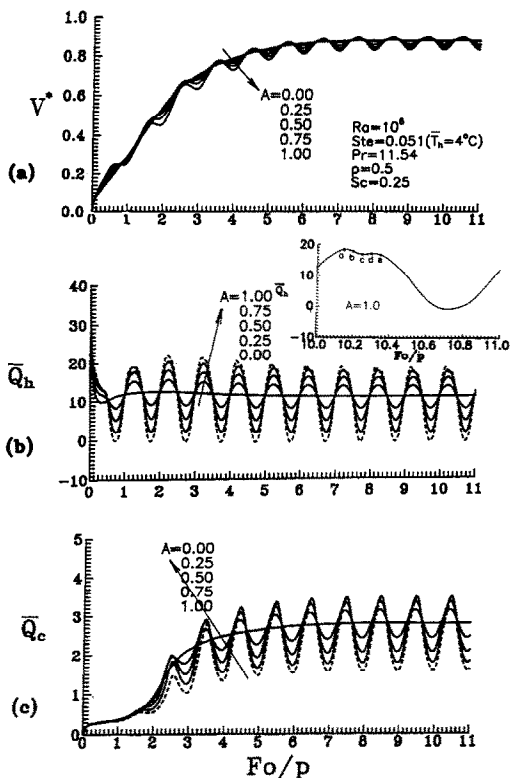 1.0
0.8
0.6
V*
0.4
0.2
0.0
(a)
A=0.00
0.25
0.50
0.75
1.00
Ra=10⁶
Ste=0.051(T̄h=4°C)
Pr=11.54
p=0.5
Sc=0.25
0 1 2 3 4 5 6 7 8 9 10 11
40
30
20
Q̄h
10
0
-10
(b)
A=1.00
0.75
0.50
0.25
0.00
Q̄h
20
10
0
-10
a b c d e
A=1.0
10.0 10.2 10.4 10.6 10.8 11.0
Fo/p
0 1 2 3 4 5 6 7 8 9 10 11
5
4
3
Q̄c
2
1
0
(c)
A=0.00
0.25
0.50
0.75
1.00
0 1 2 3 4 5 6 7 8 9 10 11
Fo/p